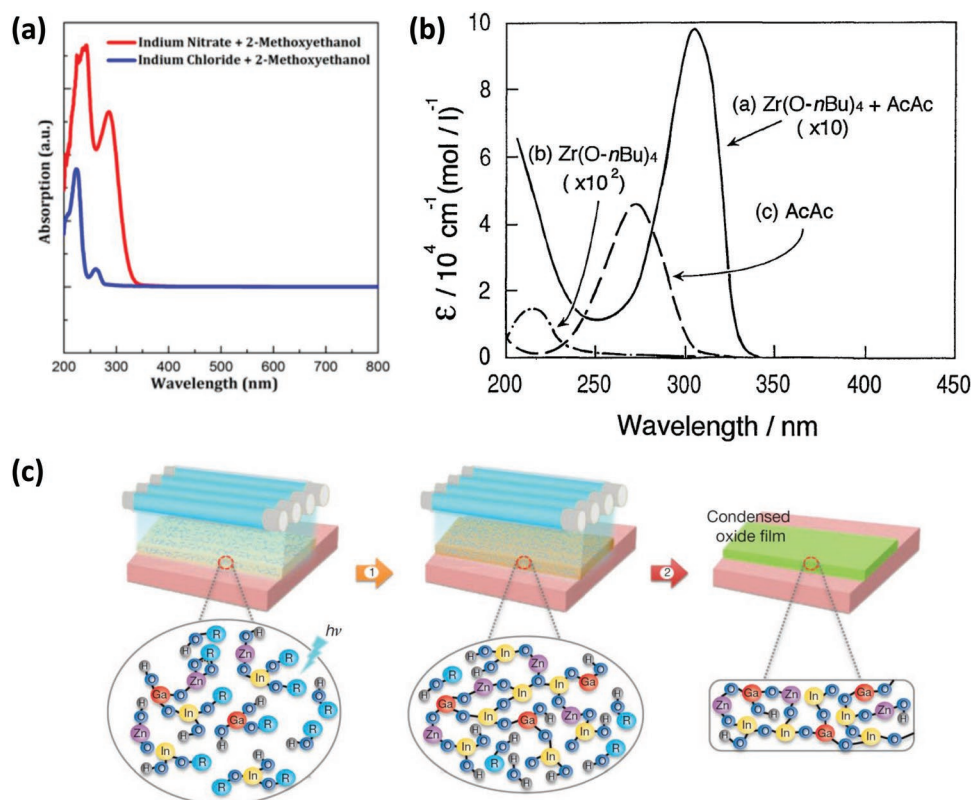 (a)
Indium Nitrate + 2-Methoxyethanol
Indium Chloride + 2-Methoxyethanol
Absorption (a.u.)
200 300 400 500 600 700 800
Wavelength (nm)
(b)
10
8
6
4
2
0
ε / 10⁴ cm⁻¹ (mol / l)⁻¹
(a) Zr(O-nBu)₄ + AcAc
( x10)
(b) Zr(O-nBu)₄
( x10²)
(c) AcAc
200 250 300 350 400 450
Wavelength / nm
(c)
1
2
Condensed
oxide film
hν